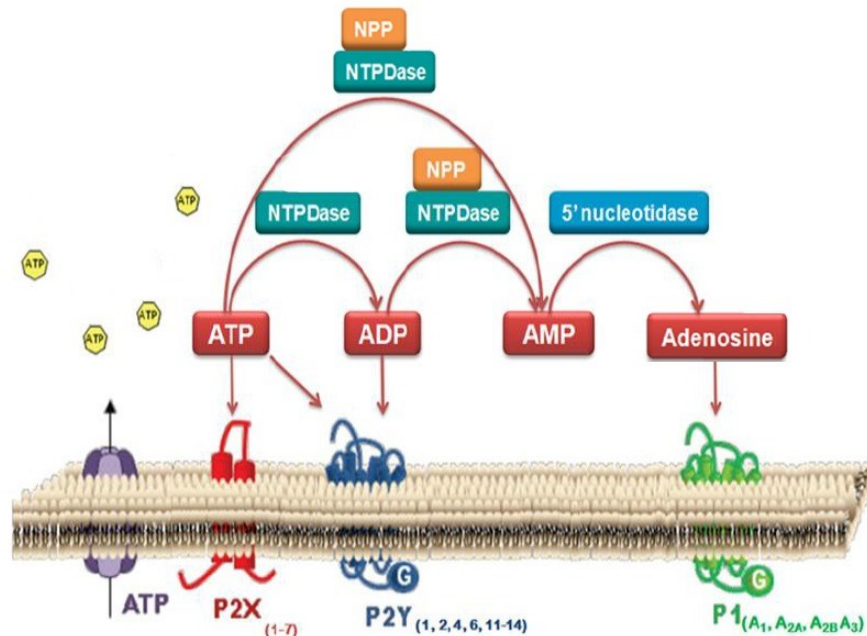 NPP
NTPDase
NPP
NTPDase
NTPDase
5' nucleotidase
ATP
ATP
ATP
ATP
ATP
ADP
AMP
Adenosine
ATP
P2X (1-7)
G
P2Y (1, 2, 4, 6, 11-14)
G
P1 (A1, A2A, A2B A3)